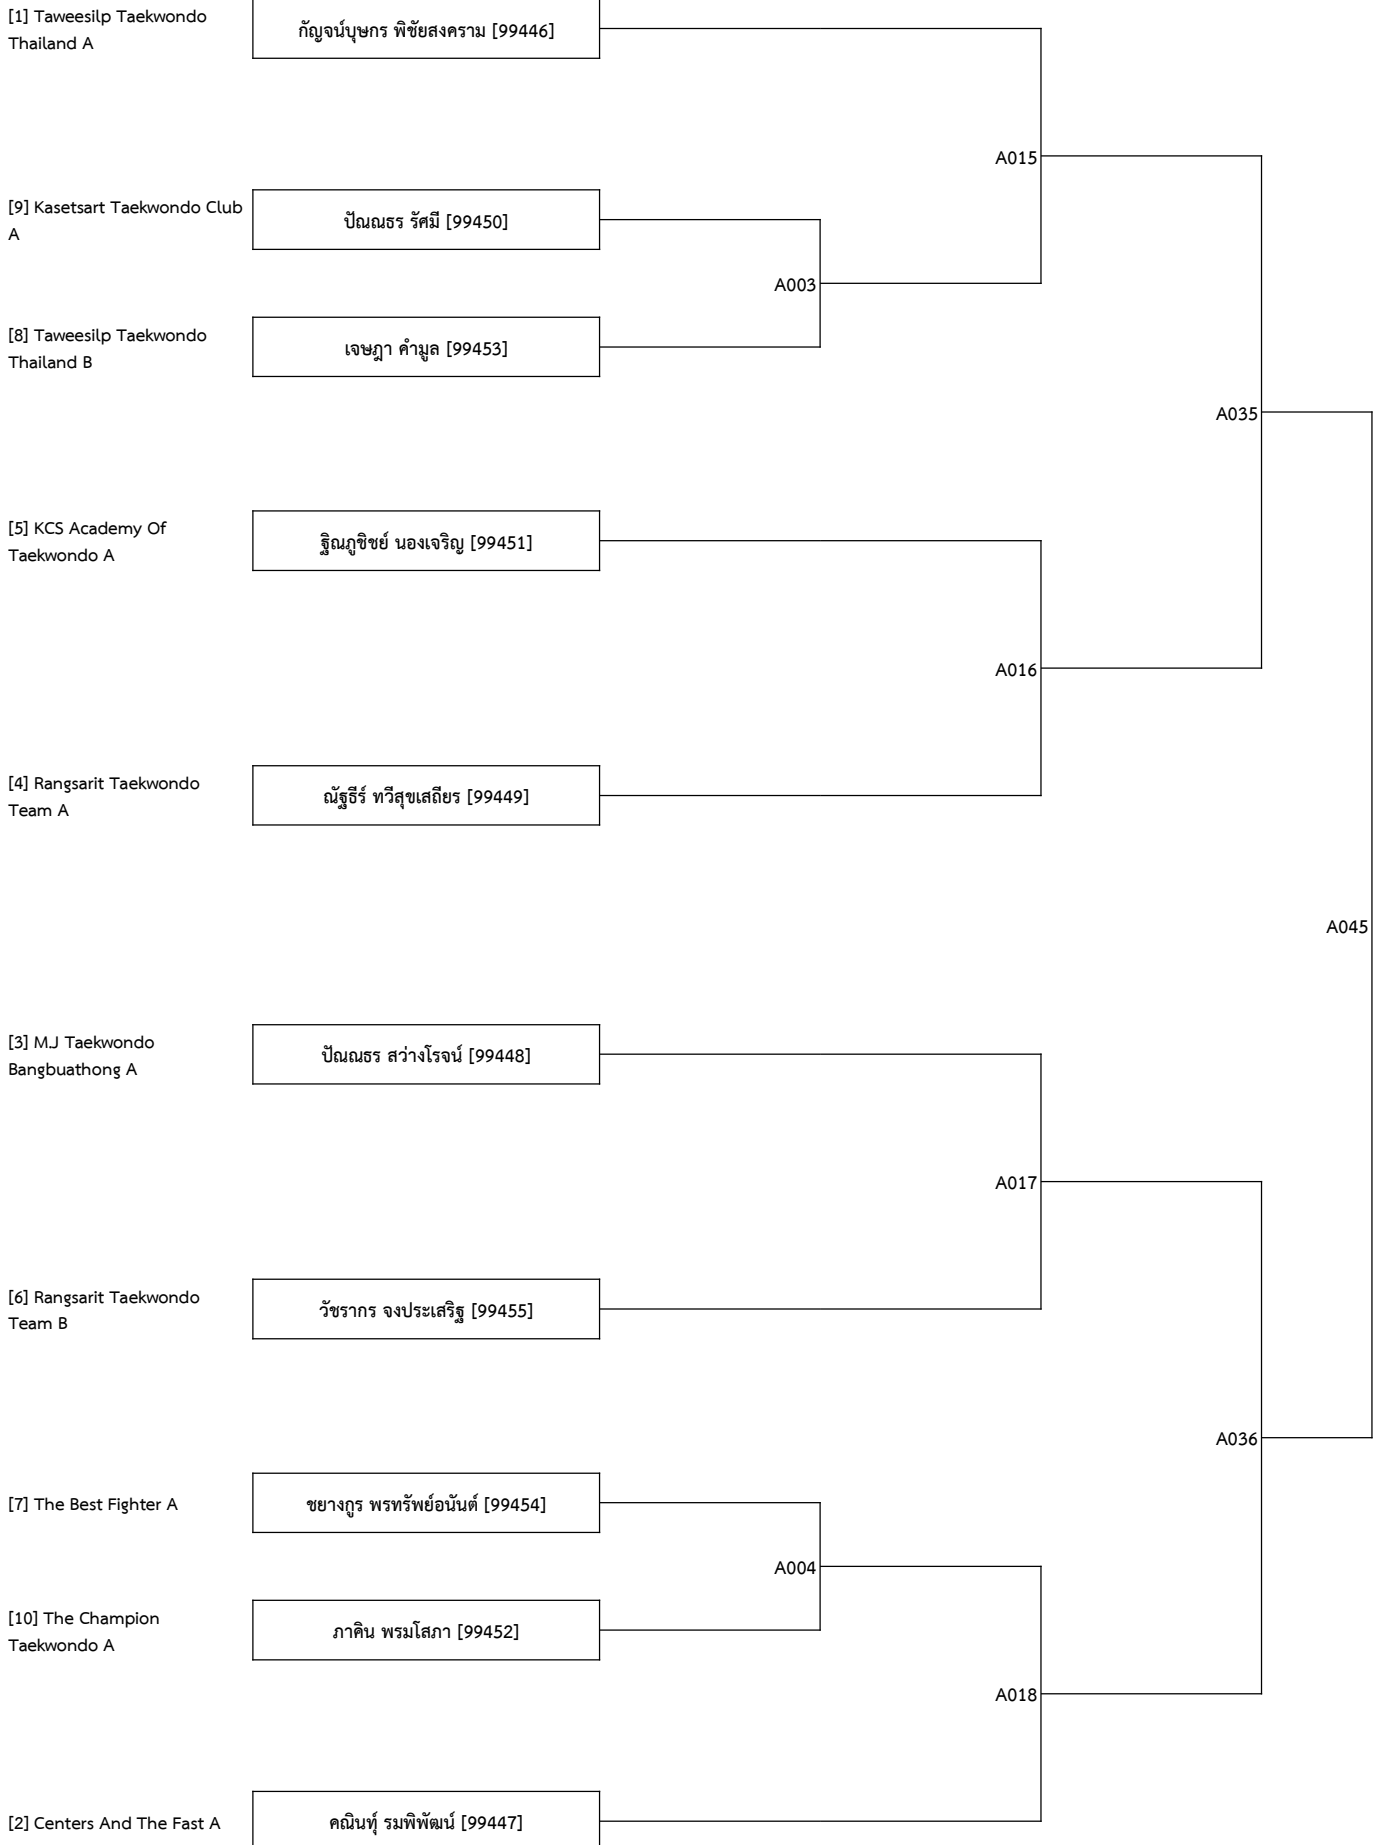 [1] Taweesilp Taekwondo
Thailand A
กัญจน์บุษกร พิชัยสงคราม [99446]
A015
[9] Kasetsart Taekwondo Club
A
ปัณณธร รัศมี [99450]
A003
[8] Taweesilp Taekwondo
Thailand B
เจษฎา คำมูล [99453]
A035
[5] KCS Academy Of
Taekwondo A
ฐิณภูชิชย์ นองเจริญ [99451]
A016
[4] Rangsarit Taekwondo
Team A
ณัฐธีร์ ทวีสุขเสถียร [99449]
A045
[3] M.J Taekwondo
Bangbuathong A
ปัณณธร สว่างโรจน์ [99448]
A017
[6] Rangsarit Taekwondo
Team B
วัชรากร จงประเสริฐ [99455]
A036
[7] The Best Fighter A
ชยางกูร พรทรัพย์อนันต์ [99454]
A004
[10] The Champion
Taekwondo A
ภาคิน พรมโสภา [99452]
A018
[2] Centers And The Fast A
คณินทุ์ รมพิพัฒน์ [99447]